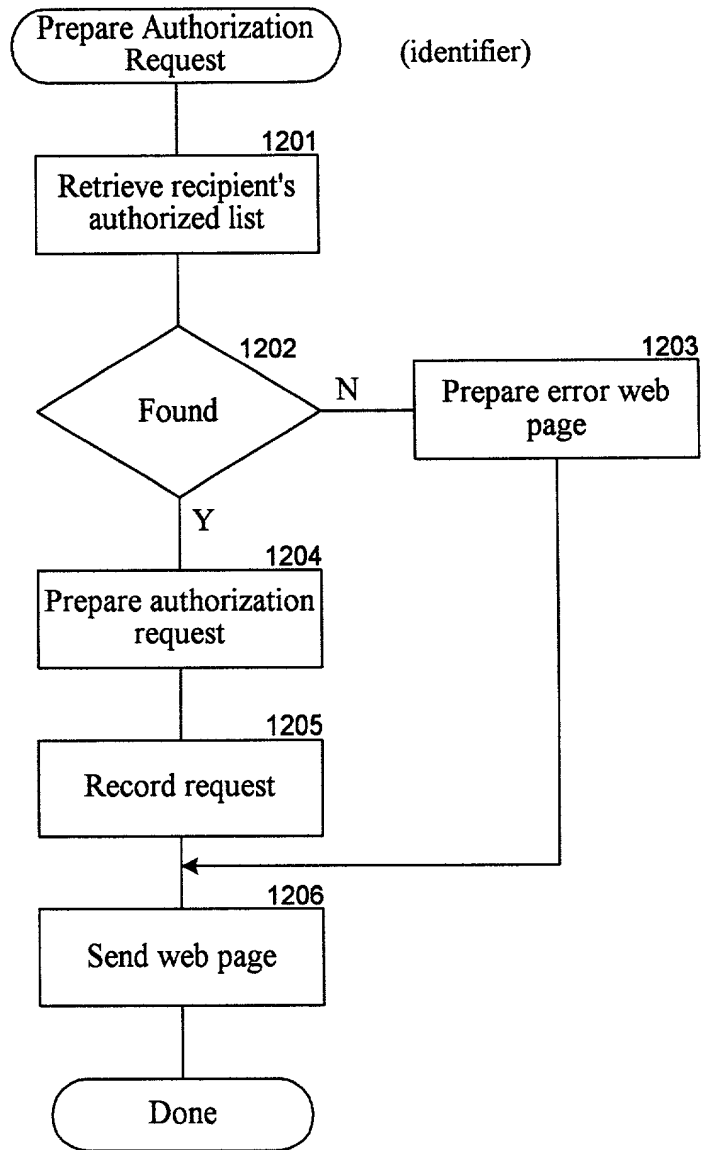 Prepare Authorization
Request
(identifier)
1201
Retrieve recipient's
authorized list
1202
Found
N
1203
Prepare error web
page
Y
1204
Prepare authorization
request
1205
Record request
1206
Send web page
Done